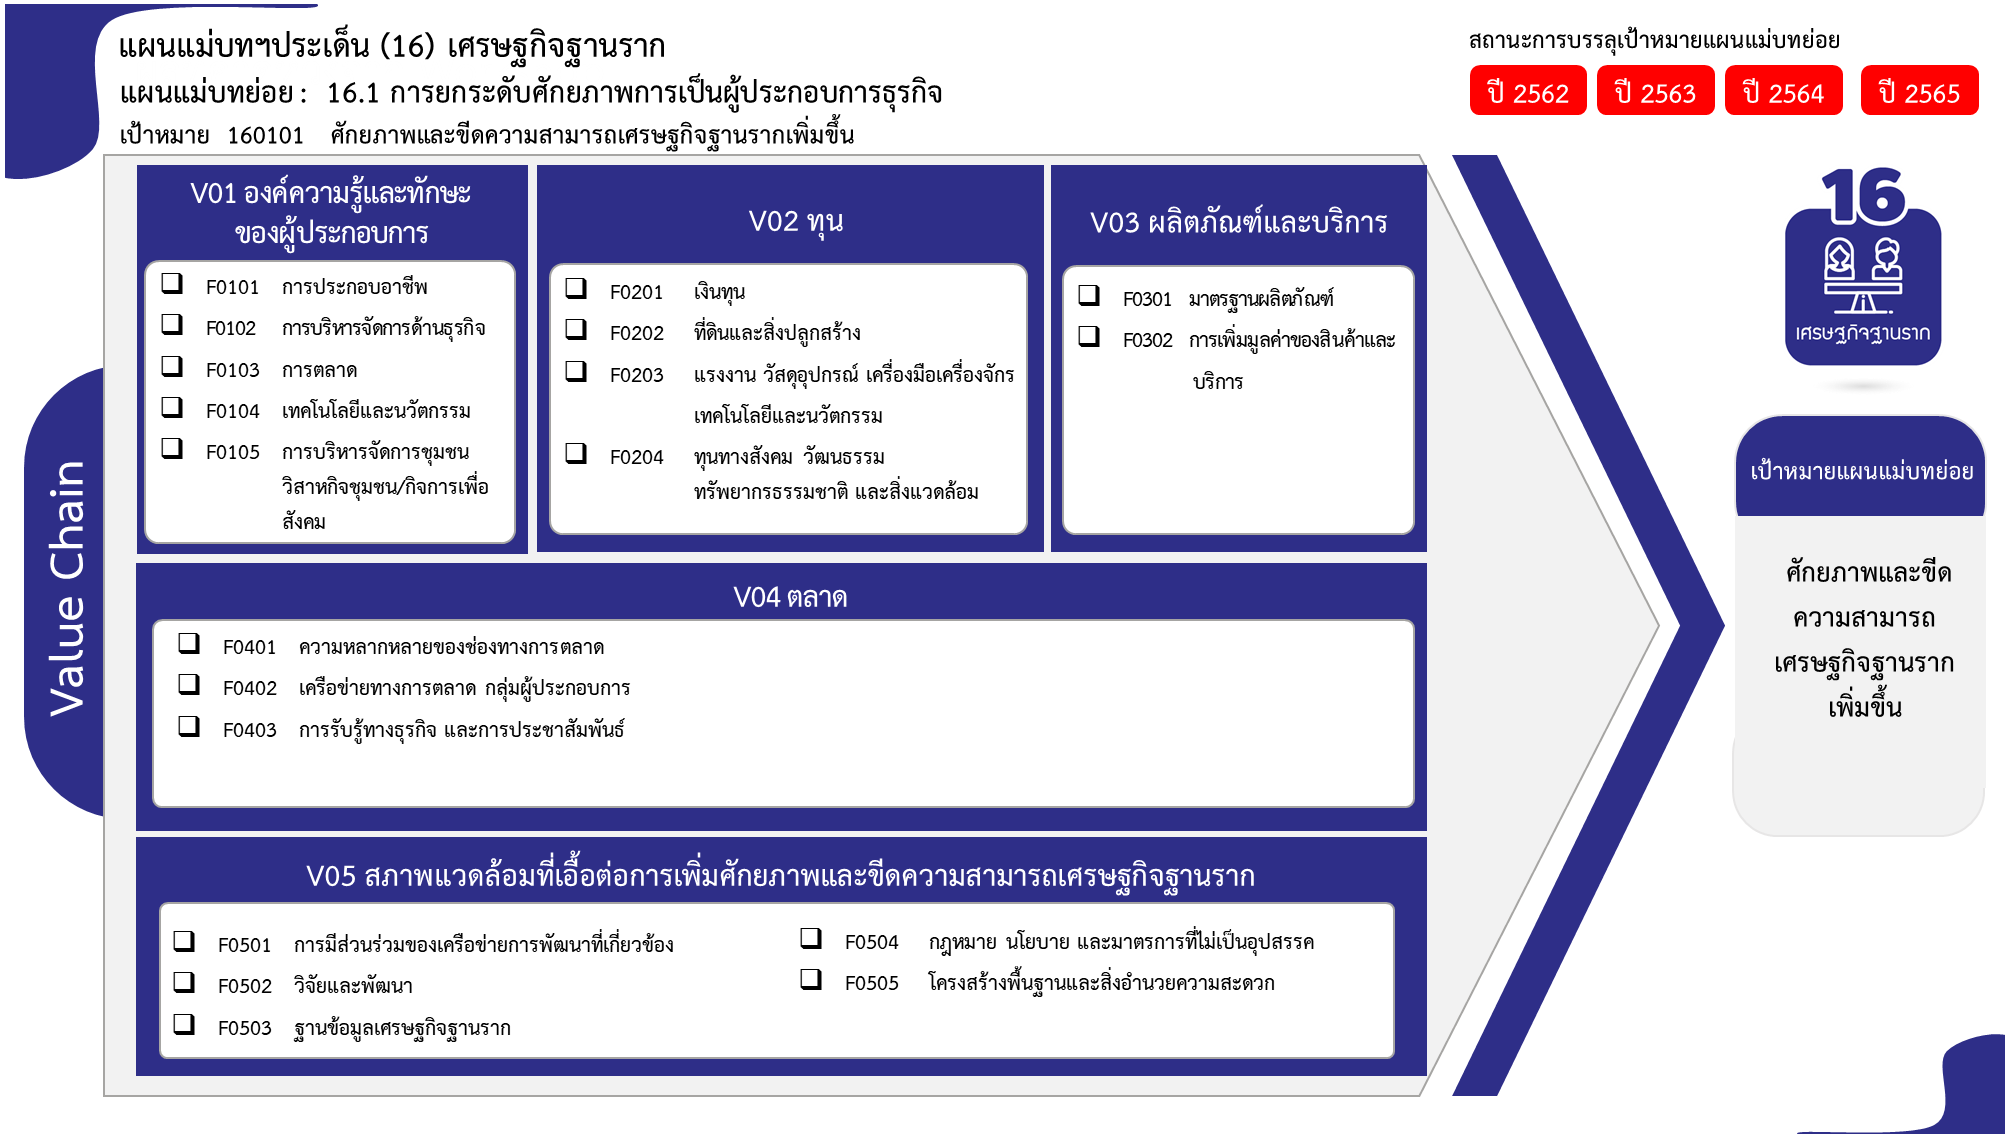 แผนแม่บทฯประเด็น (16) เศรษฐกิจฐานราก
แผนแม่บทย่อย : 16.1 การยกระดับศักยภาพการเป็นผู้ประกอบการธุรกิจ
เป้าหมาย 160101 ศักยภาพและขีดความสามารถเศรษฐกิจฐานรากเพิ่มขึ้น
สถานะการบรรลุเป้าหมายแผนแม่บทย่อย
ปี 2562 ปี 2563 ปี 2564 ปี 2565
Value Chain
V01 องค์ความรู้และทักษะ
ของผู้ประกอบการ
F0101 การประกอบอาชีพ
F0102 การบริหารจัดการด้านธุรกิจ
F0103 การตลาด
F0104 เทคโนโลยีและนวัตกรรม
F0105 การบริหารจัดการชุมชน
วิสาหกิจชุมชน/กิจการเพื่อ
สังคม
V02 ทุน
F0201 เงินทุน
F0202 ที่ดินและสิ่งปลูกสร้าง
F0203 แรงงาน วัสดุอุปกรณ์ เครื่องมือเครื่องจักร
เทคโนโลยีและนวัตกรรม
F0204 ทุนทางสังคม วัฒนธรรม
ทรัพยากรธรรมชาติ และสิ่งแวดล้อม
V03 ผลิตภัณฑ์และบริการ
F0301 มาตรฐานผลิตภัณฑ์
F0302 การเพิ่มมูลค่าของสินค้าและ
บริการ
V04 ตลาด
F0401 ความหลากหลายของช่องทางการตลาด
F0402 เครือข่ายทางการตลาด กลุ่มผู้ประกอบการ
F0403 การรับรู้ทางธุรกิจ และการประชาสัมพันธ์
V05 สภาพแวดล้อมที่เอื้อต่อการเพิ่มศักยภาพและขีดความสามารถเศรษฐกิจฐานราก
F0501 การมีส่วนร่วมของเครือข่ายการพัฒนาที่เกี่ยวข้อง
F0502 วิจัยและพัฒนา
F0503 ฐานข้อมูลเศรษฐกิจฐานราก
F0504 กฎหมาย นโยบาย และมาตรการที่ไม่เป็นอุปสรรค
F0505 โครงสร้างพื้นฐานและสิ่งอำนวยความสะดวก
16
เศรษฐกิจฐานราก
เป้าหมายแผนแม่บทย่อย
ศักยภาพและขีด
ความสามารถ
เศรษฐกิจฐานราก
เพิ่มขึ้น